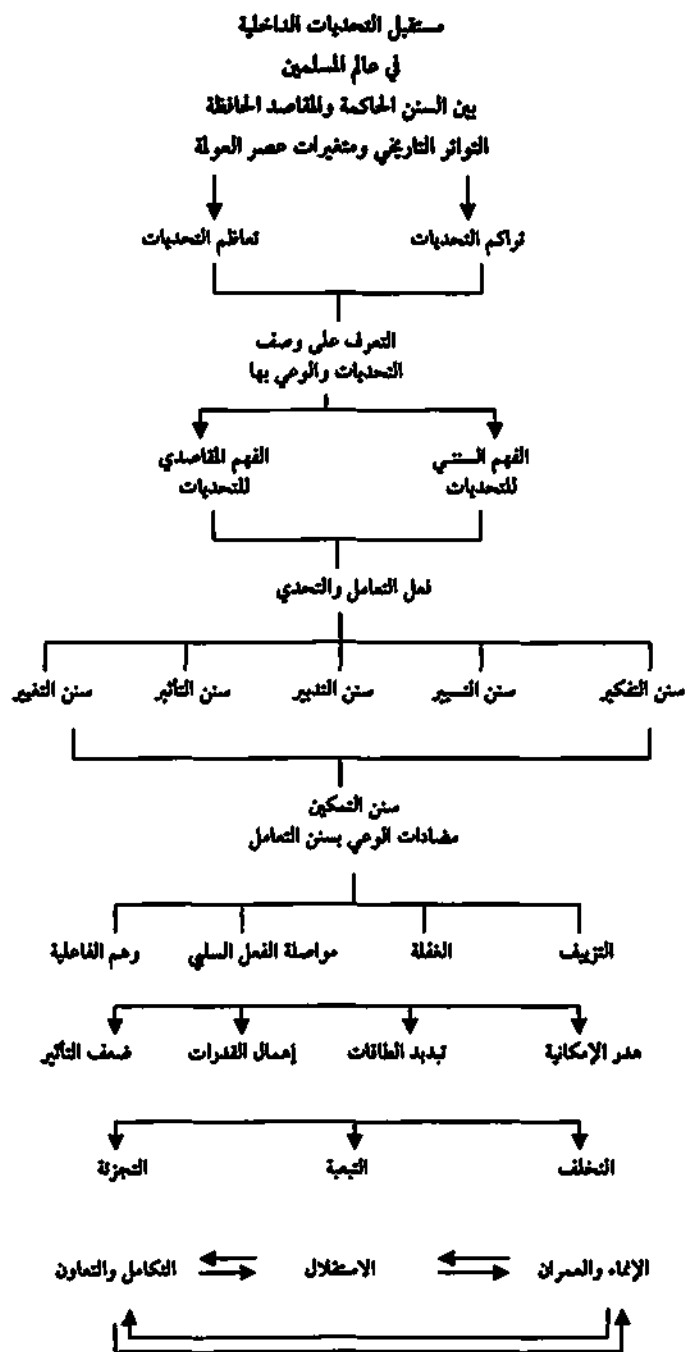 مستقبل التحديات الداخلية
في عالم المسلمين
بين السنن الحاكمة والمقاصد الحافظة
التواتر التاريخي ومتغيرات عصر العولمة
تراكم التحديات
تعاظم التحديات
التعرف على وصف
التحديات والوعي بها
الفهم السنني
للتحديات
الفهم المقاصدي
للتحديات
فعل التعامل والتحدي
سنن التفكير
سنن التسيير
سنن التدبير
سنن التأثير
سنن التغيير
سنن التمكين
مضادات الوعي بسنن التعامل
التزييف
الغفلة
مواصلة الفعل السلبي
وهم الفاعلية
هدر الإمكانية
تبديد الطاقات
إهمال القدرات
ضعف التأثير
التخلف
التبعية
التجزئة
الإنماء والعمران
الاستقلال
التكامل والتعاون